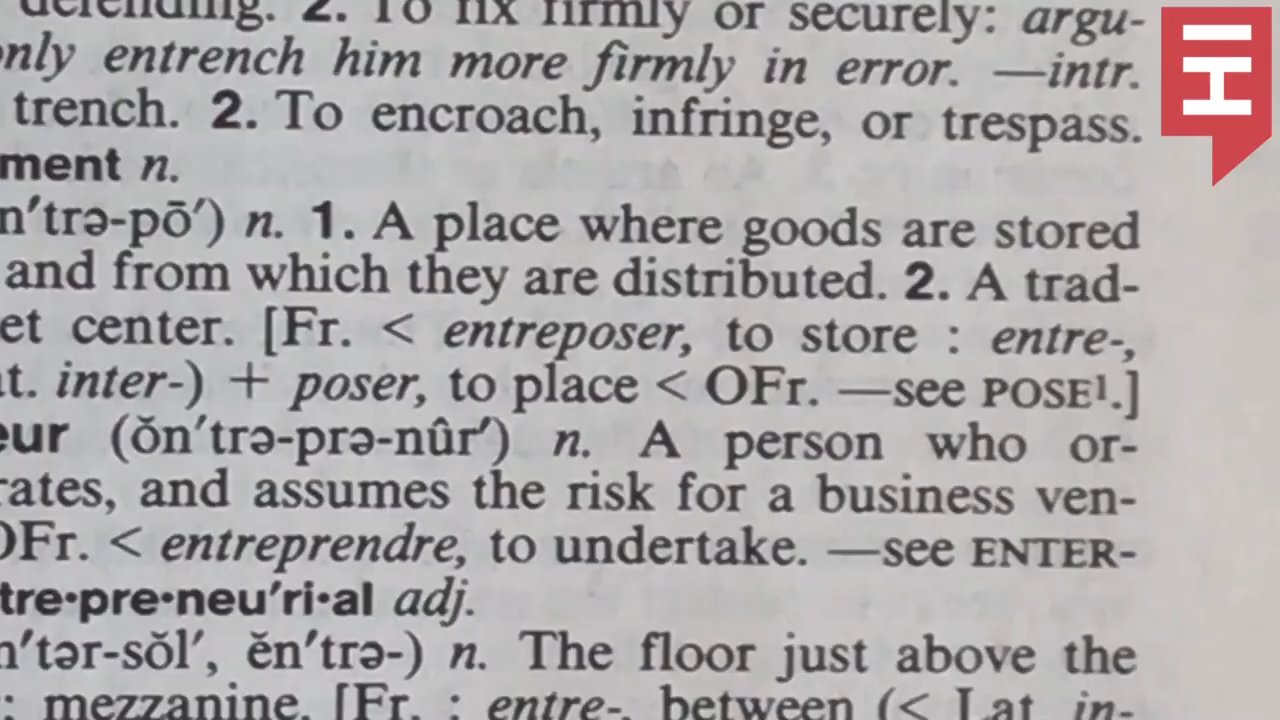 defending. 2. To fix firmly or securely: argu-
only entrench him more firmly in error. —intr.
trench. 2. To encroach, infringe, or trespass.
ment n.
n′trə-pō′) n. 1. A place where goods are stored
and from which they are distributed. 2. A trad-
et center. [Fr. < entreposer, to store : entre-,
t. inter-) + poser, to place < OFr. —see POSE¹.]
eur (ŏn′trə-prə-nûr′) n. A person who or-
rates, and assumes the risk for a business ven-
OFr. < entreprendre, to undertake. —see ENTER-
tre•pre•neu′ri•al adj.
n′tər-sŏl′, ĕn′trə-) n. The floor just above the
; mezzanine. [Fr. : entre-, between (< Lat. in-
H